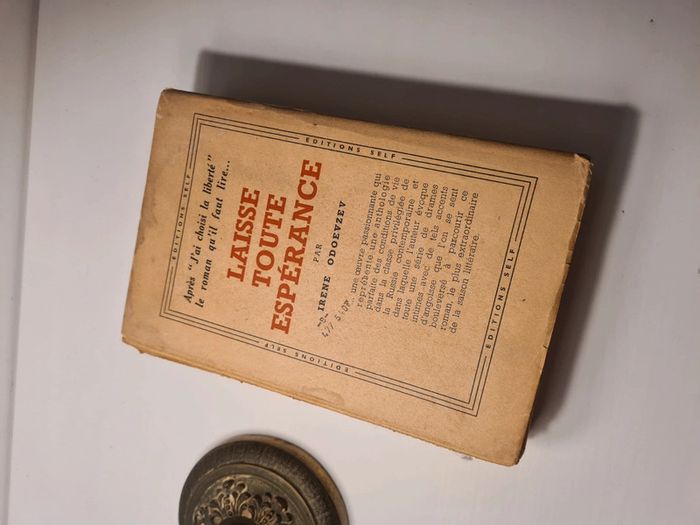 EDITIONS SELF
Après "J'ai choisi la liberté"
le roman qu'il faut lire...
LAISSE
TOUTE
ESPÉRANCE
PAR
IRENE ODOEVZEV
une œuvre passionnante qui
représente une anthologie
parfaite des conditions de vie
dans la classe privilégiée de
la Russie contemporaine et
dans laquelle l'auteur évoque
toute une série de drames
intimes avec de tels accents
d'angoisse que l'on se sent
bouleversé à parcourir ce
roman, le plus extraordinaire
de la saison littéraire.
EDITIONS SELF
EDITIONS SELF
EDITIONS SELF